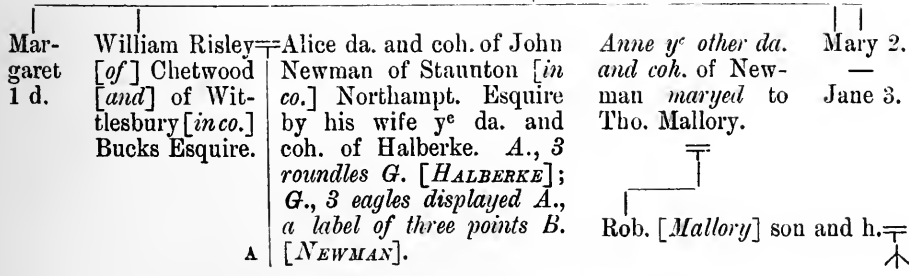 Mar-
garet
1 d.
William Risley
[of] Chetwood
[and] of Wit-
tlesbury [in co.]
Bucks Esquire.
A
Alice da. and coh. of John
Newman of Staunton [in
co.] Northampt. Esquire
by his wife yᵉ da. and
coh. of Halberke. A., 3
roundles G. [HALBERKE];
G., 3 eagles displayed A.,
a label of three points B.
[NEWMAN].
Anne yᵉ other da.
and coh. of New-
man maryed to
Tho. Mallory.
Rob. [Mallory] son and h.
Mary 2.
—
Jane 3.